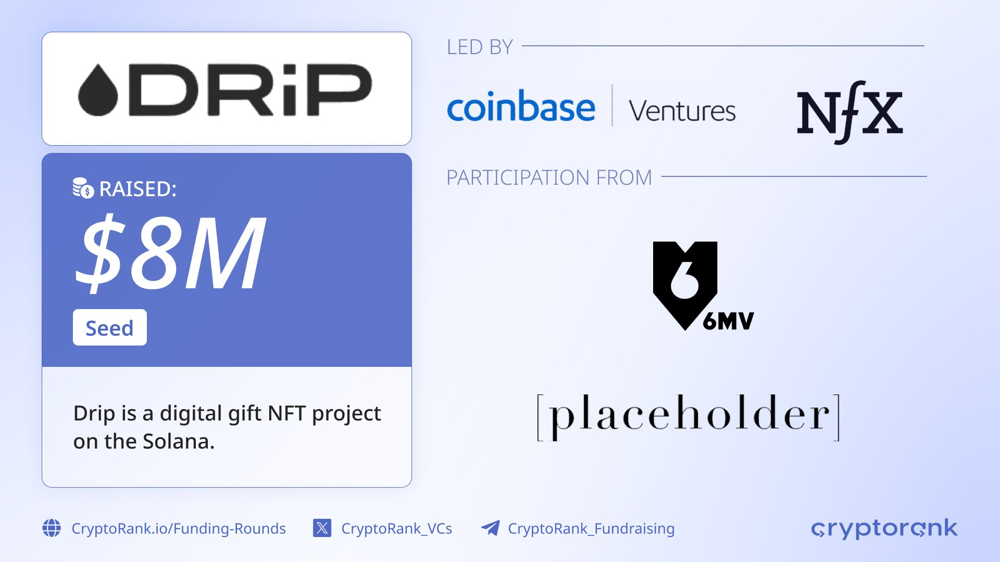 DRiP
RAISED:
$8M
Seed
Drip is a digital gift NFT project
on the Solana.
LED BY
coinbase | Ventures
NfX
PARTICIPATION FROM
6
6MV
[placeholder]
CryptoRank.io/Funding-Rounds
CryptoRank_VCs
CryptoRank_Fundraising
cryptorank